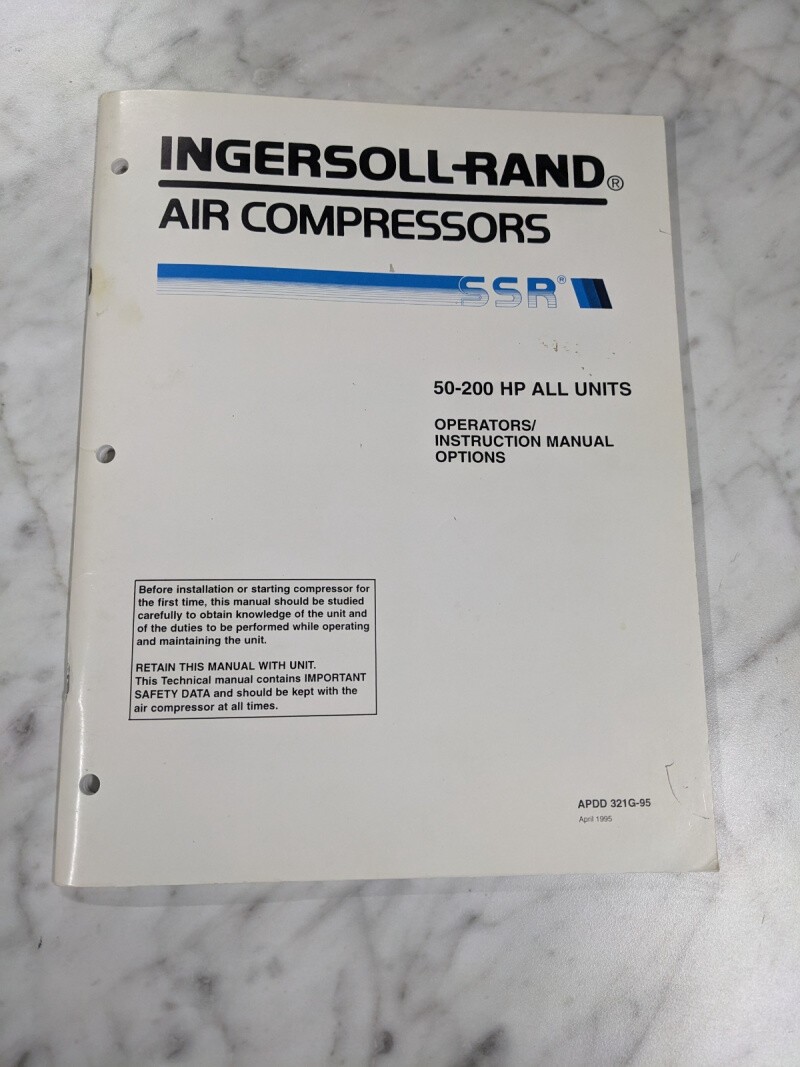 INGERSOLL-RAND®
AIR COMPRESSORS
SSR®
50-200 HP ALL UNITS
OPERATORS/
INSTRUCTION MANUAL
OPTIONS
Before installation or starting compressor for
the first time, this manual should be studied
carefully to obtain knowledge of the unit and
of the duties to be performed while operating
and maintaining the unit.
RETAIN THIS MANUAL WITH UNIT.
This Technical manual contains IMPORTANT
SAFETY DATA and should be kept with the
air compressor at all times.
APDD 321G-95
April 1995